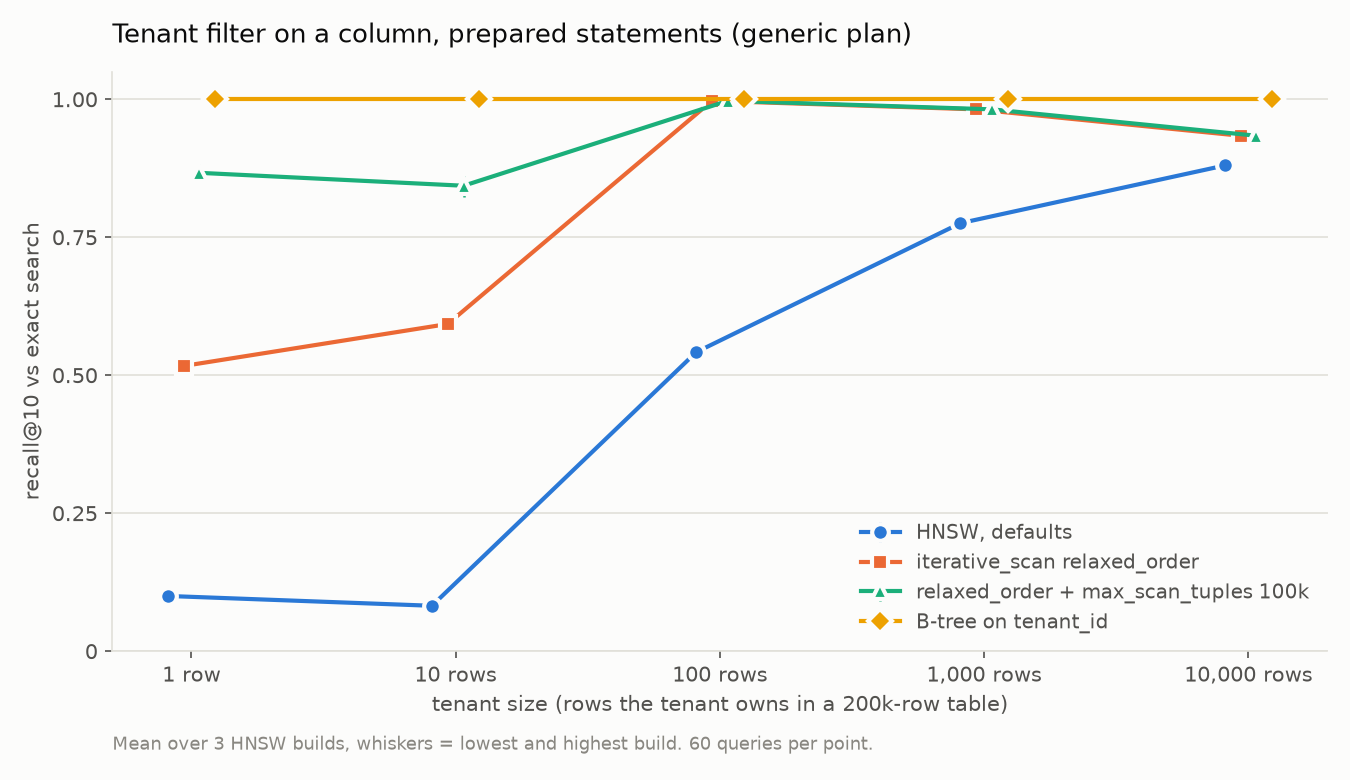 Tenant filter on a column, prepared statements (generic plan)
recall@10 vs exact search
1.00
0.75
0.50
0.25
0
HNSW, defaults
iterative_scan relaxed_order
relaxed_order + max_scan_tuples 100k
B-tree on tenant_id
1 row
10 rows
100 rows
1,000 rows
10,000 rows
tenant size (rows the tenant owns in a 200k-row table)
Mean over 3 HNSW builds, whiskers = lowest and highest build. 60 queries per point.